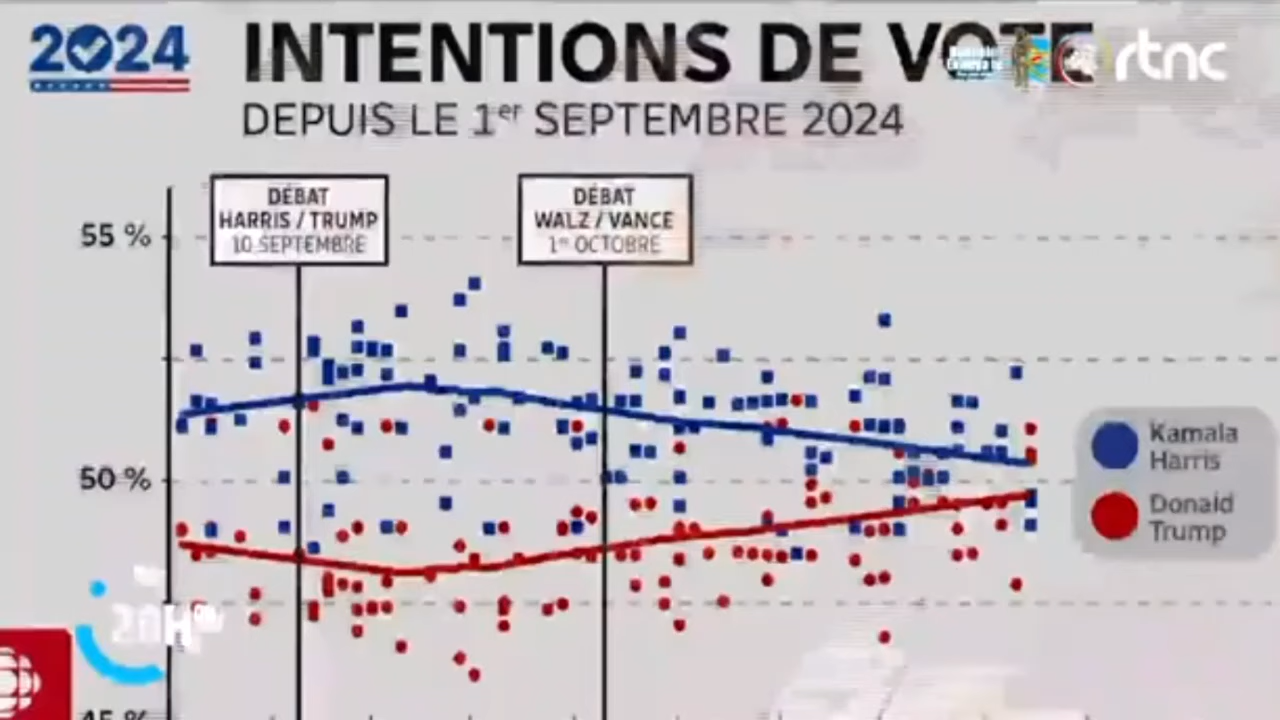 2024
INTENTIONS DE VOTE
rtnc
DEPUIS LE 1er SEPTEMBRE 2024
DÉBAT
HARRIS / TRUMP
10 SEPTEMBRE
DÉBAT
WALZ / VANCE
1er OCTOBRE
55 %
50 %
Kamala
Harris
Donald
Trump
20H
45 %